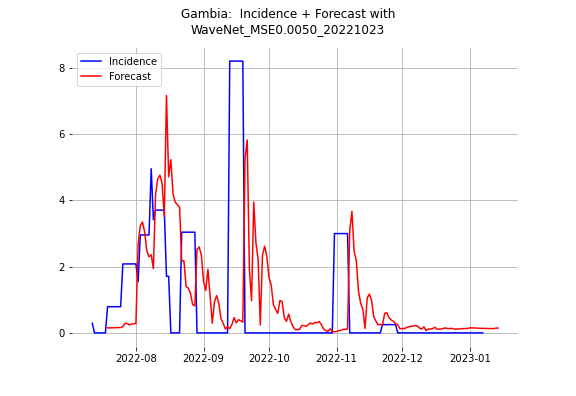 Gambia:  Incidence + Forecast with
WaveNet_MSE0.0050_20221023
Incidence
Forecast
8
6
4
2
0
2022-08
2022-09
2022-10
2022-11
2022-12
2023-01